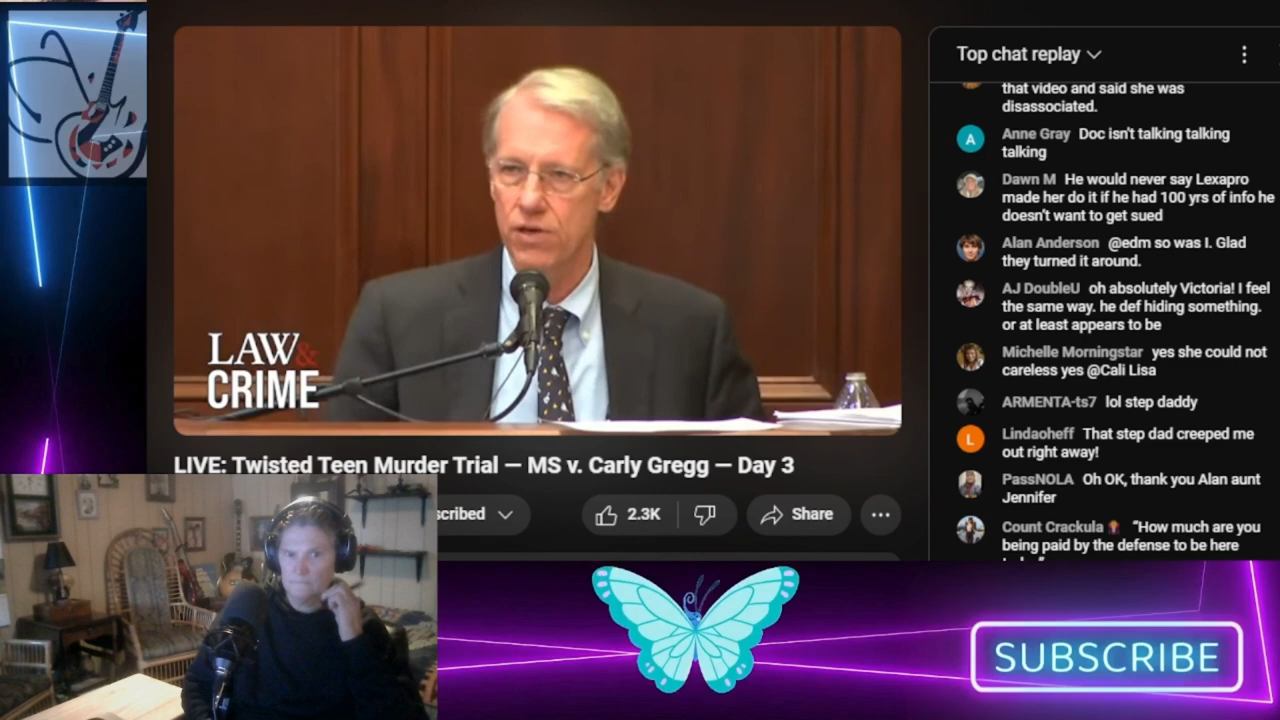 Top chat replay
that video and said she was
disassociated.
A
Anne Gray Doc isn't talking talking
talking
Dawn M He would never say Lexapro
made her do it if he had 100 yrs of info he
doesn't want to get sued
Alan Anderson @edm so was I. Glad
they turned it around.
AJ DoubleU oh absolutely Victoria! I feel
the same way. he def hiding something.
or at least appears to be
Michelle Morningstar yes she could not
careless yes @Cali Lisa
ARMENTA-ts7 lol step daddy
L
Lindaoheff That step dad creeped me
out right away!
PassNOLA Oh OK, thank you Alan aunt
Jennifer
Count Crackula "How much are you
being paid by the defense to be here
LAW&
CRIME
LIVE: Twisted Teen Murder Trial — MS v. Carly Gregg — Day 3
scribed
2.3K
Share
SUBSCRIBE